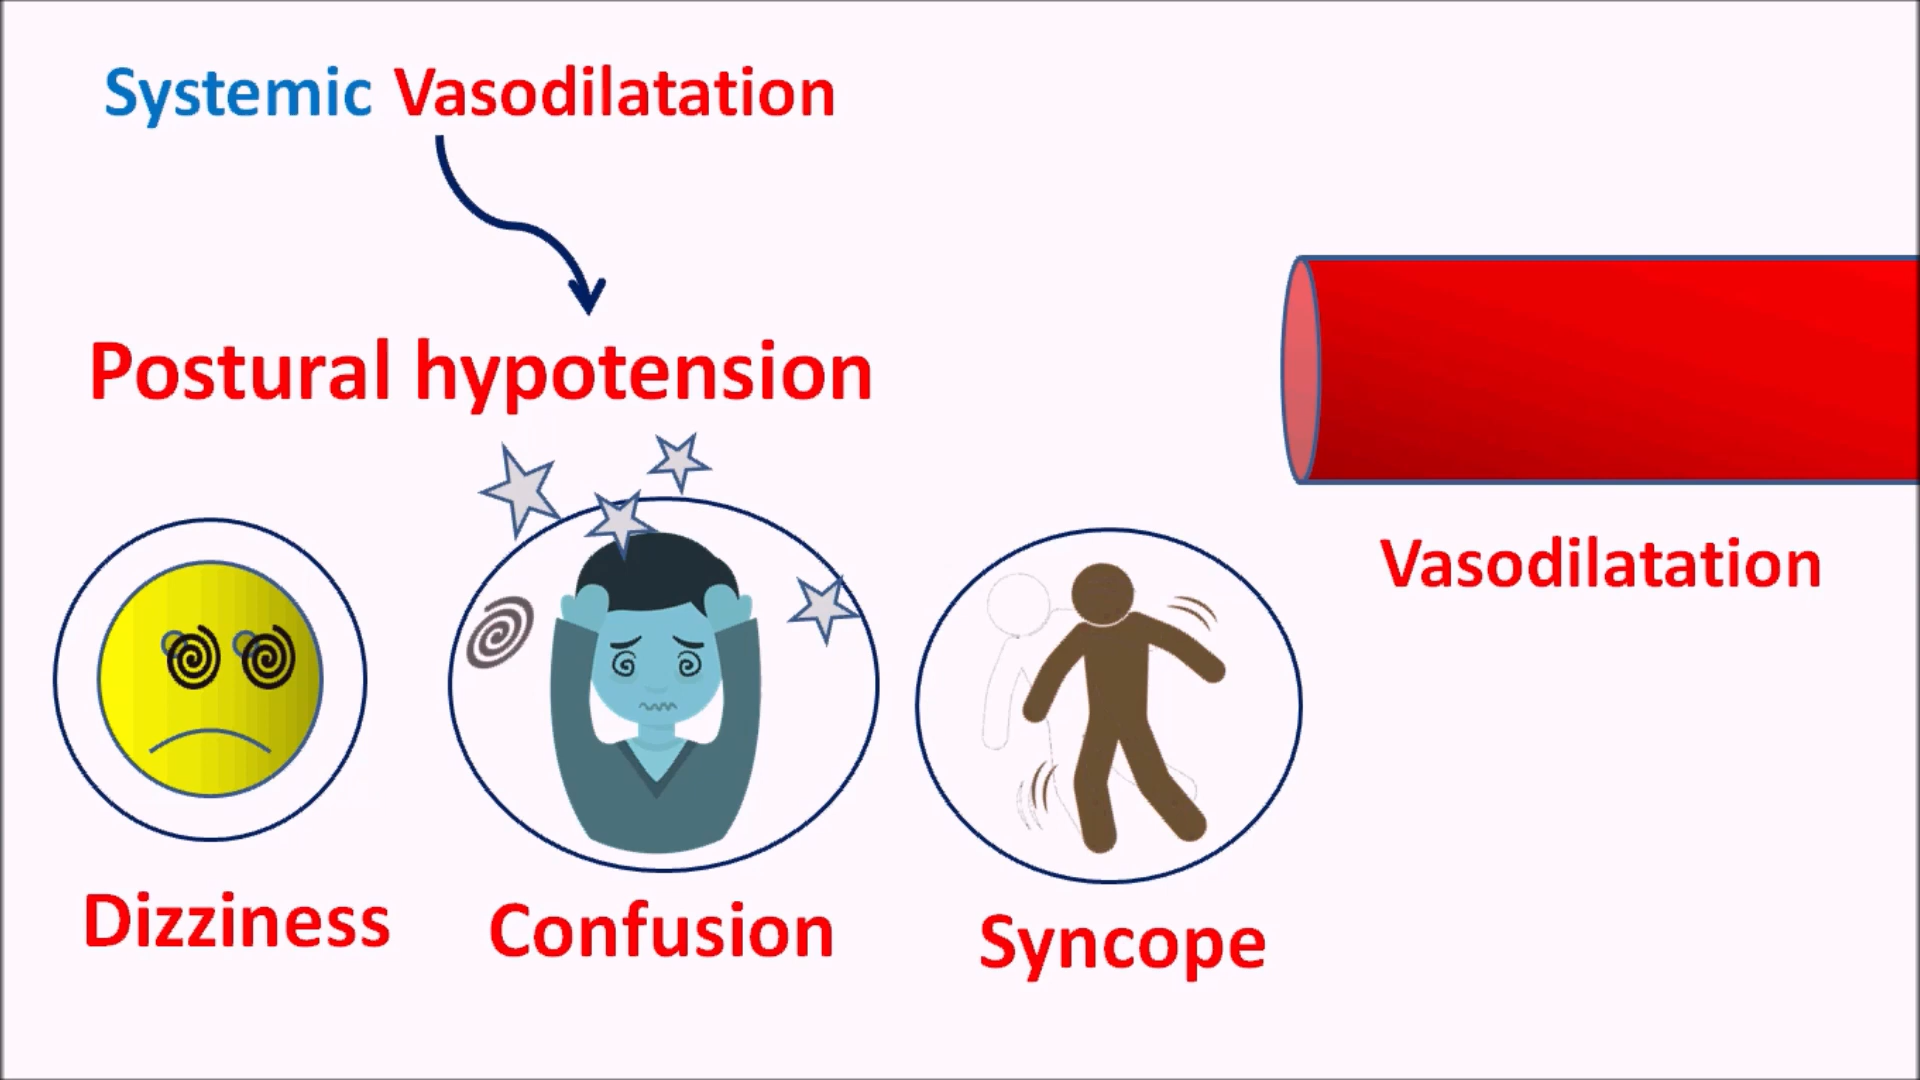 Systemic Vasodilatation
Postural hypotension
Vasodilatation
Dizziness
Confusion
Syncope